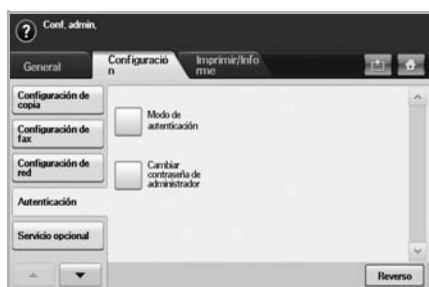 Conf. admin.
General
Configuració
n
Imprimir/Info
rme
Configuración de
copia
Configuración de
fax
Configuración de
red
Autenticación
Servicio opcional
Modo de
autenticación
Cambiar
contraseña de
administrador
Reverso